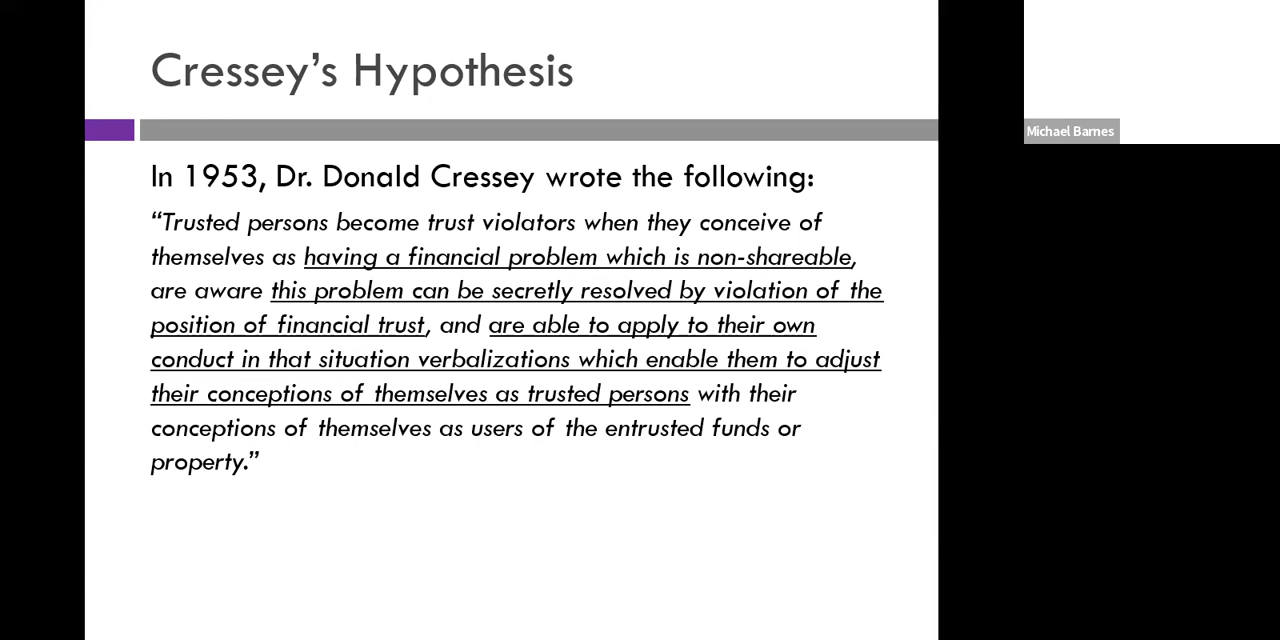 Cressey’s Hypothesis
In 1953, Dr. Donald Cressey wrote the following:
“Trusted persons become trust violators when they conceive of
themselves as having a financial problem which is non-shareable,
are aware this problem can be secretly resolved by violation of the
position of financial trust, and are able to apply to their own
conduct in that situation verbalizations which enable them to adjust
their conceptions of themselves as trusted persons with their
conceptions of themselves as users of the entrusted funds or
property.”
Michael Barnes